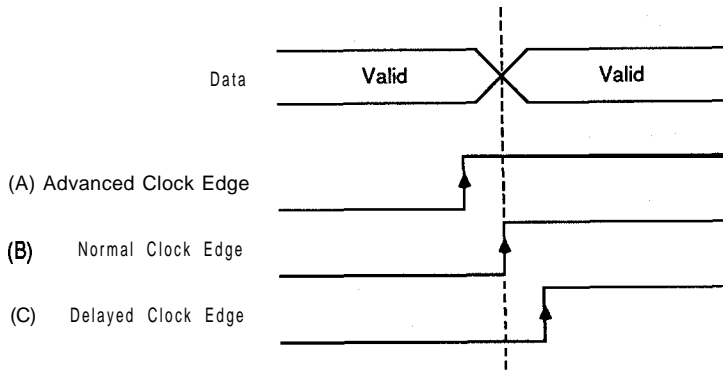 Data Valid Valid
(A) Advanced Clock Edge
(B) Normal Clock Edge
(C) Delayed Clock Edge